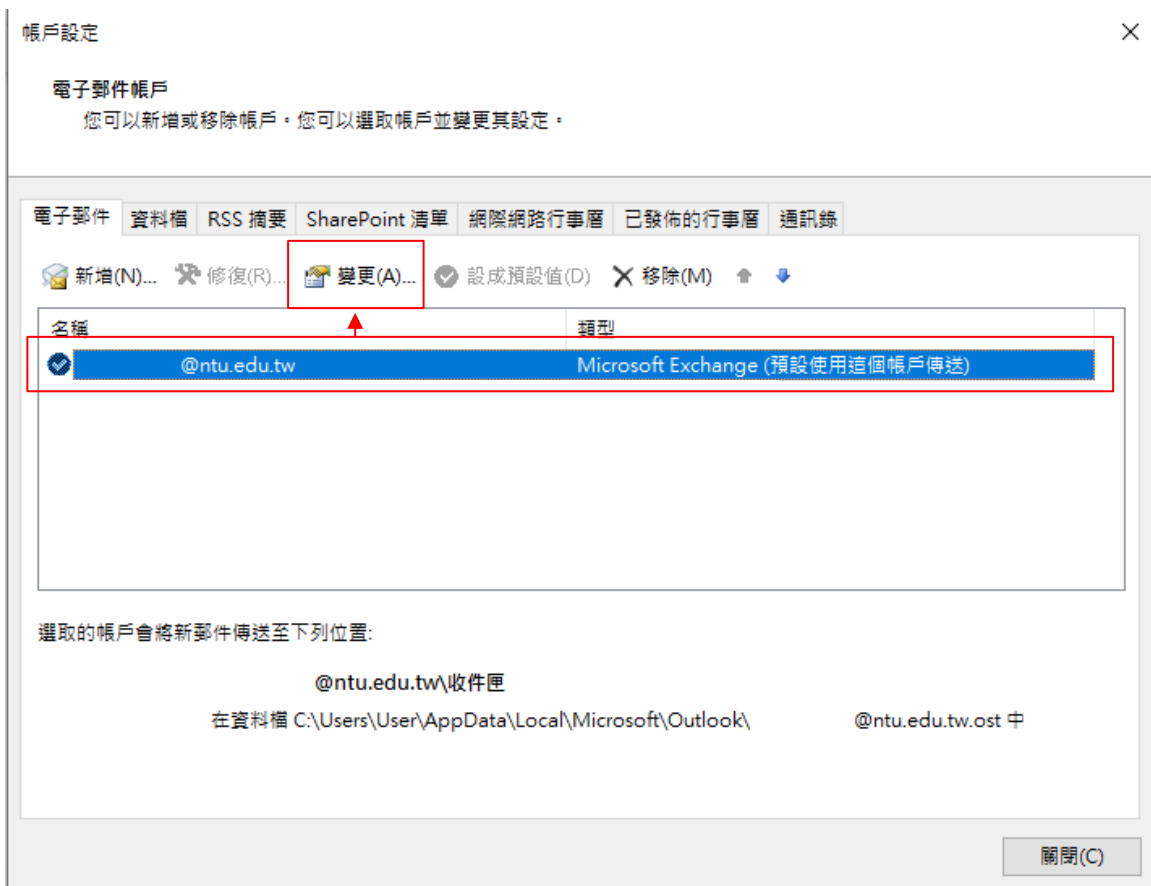 帳戶設定
電子郵件帳戶
您可以新增或移除帳戶。您可以選取帳戶並變更其設定。
電子郵件 資料檔 RSS 摘要 SharePoint 清單 網際網路行事曆 已發佈的行事曆 通訊錄
新增(N)... 修復(R)... 變更(A)... 設成預設值(D) 移除(M)
名稱 類型
@ntu.edu.tw Microsoft Exchange (預設使用這個帳戶傳送)
選取的帳戶會將新郵件傳送至下列位置:
@ntu.edu.tw\收件匣
在資料檔 C:\Users\User\AppData\Local\Microsoft\Outlook\ @ntu.edu.tw.ost 中
關閉(C)